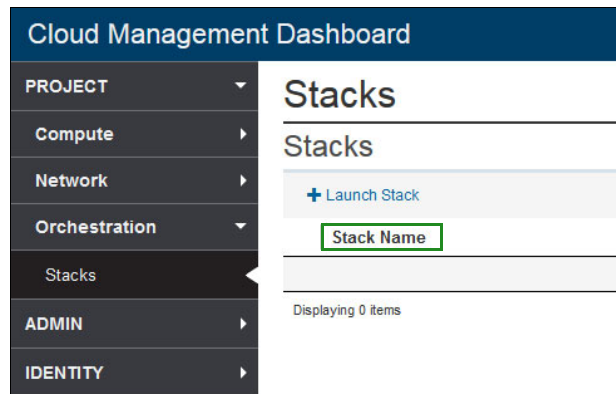 Cloud Management Dashboard
PROJECT
Compute
Network
Orchestration
Stacks
ADMIN
IDENTITY
Stacks
Stacks
+ Launch Stack
Stack Name
Displaying 0 items